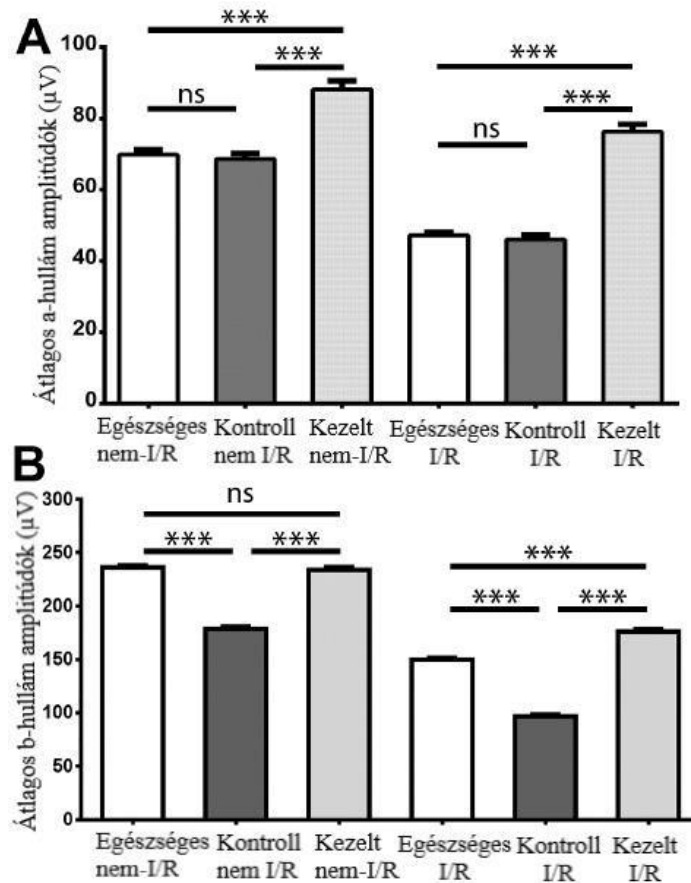 A
Átlagos a-hullám amplitúdók (µV)
100
80
60
40
20
0
***
***
ns
***
***
ns
Egészséges
nem-I/R
Kontroll
nem I/R
Kezelt
nem-I/R
Egészséges
I/R
Kontroll
I/R
Kezelt
I/R
B
Átlagos b-hullám amplitúdók (µV)
300
250
200
150
100
50
0
ns
***
***
***
***
***
Egészséges
nem-I/R
Kontroll
nem I/R
Kezelt
nem-I/R
Egészséges
I/R
Kontroll
I/R
Kezelt
I/R